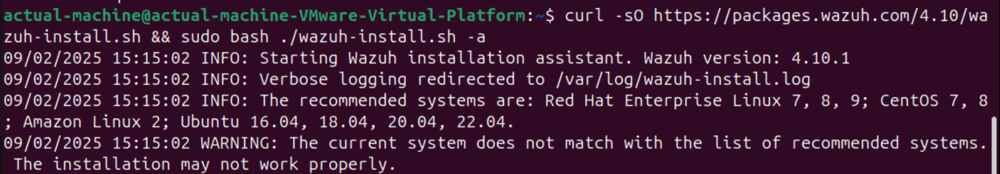 actual-machine@actual-machine-VMware-Virtual-Platform:~$ curl -sO https://packages.wazuh.com/4.10/wa
zuh-install.sh && sudo bash ./wazuh-install.sh -a
09/02/2025 15:15:02 INFO: Starting Wazuh installation assistant. Wazuh version: 4.10.1
09/02/2025 15:15:02 INFO: Verbose logging redirected to /var/log/wazuh-install.log
09/02/2025 15:15:02 INFO: The recommended systems are: Red Hat Enterprise Linux 7, 8, 9; CentOS 7, 8
; Amazon Linux 2; Ubuntu 16.04, 18.04, 20.04, 22.04.
09/02/2025 15:15:02 WARNING: The current system does not match with the list of recommended systems.
 The installation may not work properly.